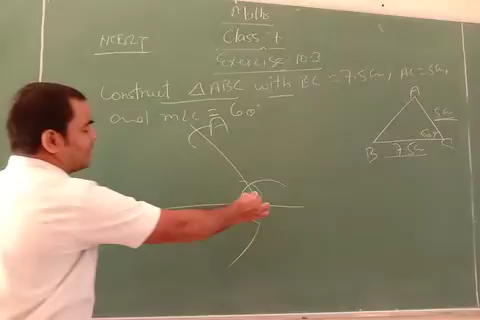 Maths
NCERT
Class 7
Exercise 10.3
Construct △ABC with BC = 7.5cm, AC = 5cm,
and m∠C = 60°
A
A
5cm
60°
B
C
7.5cm